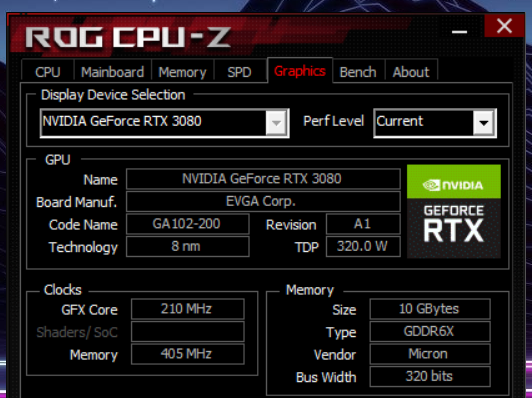 ROG CPU-Z
CPU Mainboard Memory SPD Graphics Bench About
Display Device Selection
NVIDIA GeForce RTX 3080 Perf Level Current
GPU
Name NVIDIA GeForce RTX 3080
Board Manuf. EVGA Corp.
Code Name GA102-200 Revision A1
Technology 8 nm TDP 320.0 W
NVIDIA
GEFORCE
RTX
Clocks
GFX Core 210 MHz
Shaders/SoC
Memory 405 MHz
Memory
Size 10 GBytes
Type GDDR6X
Vendor Micron
Bus Width 320 bits